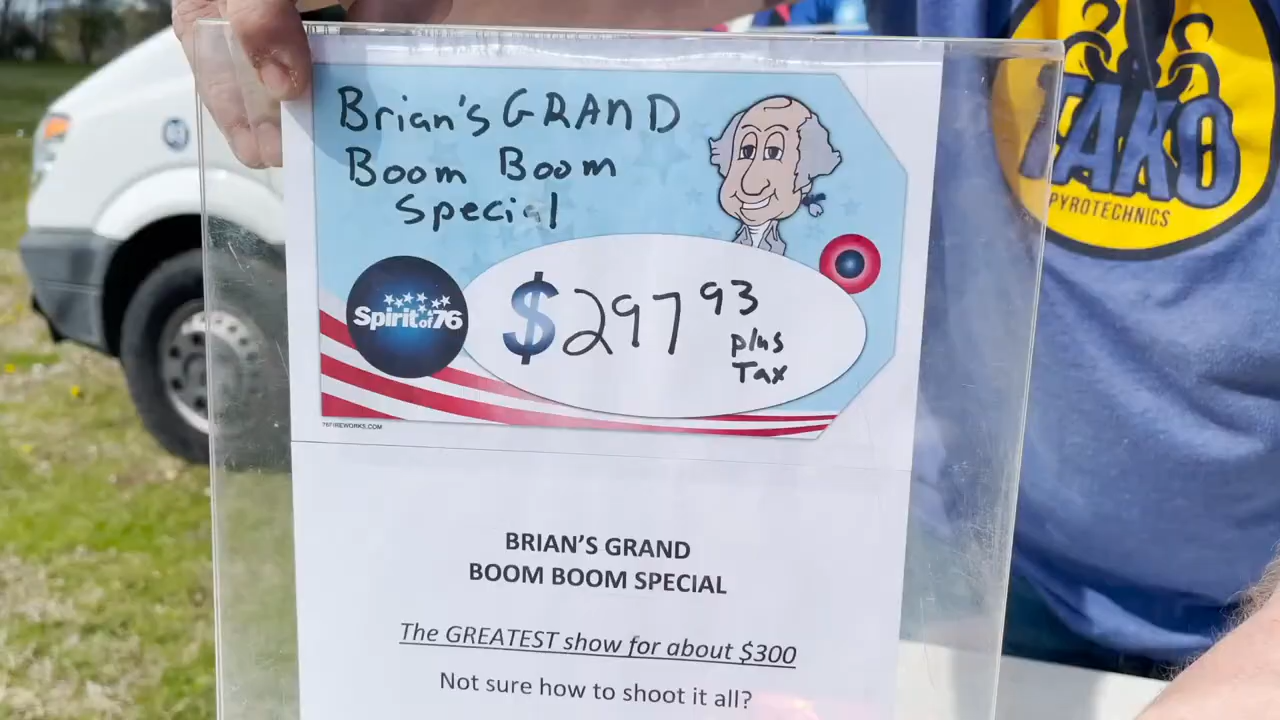 Brian's GRAND
Boom Boom
Special
Spirit of 76
$297 93
plus
Tax
76FIREWORKS.COM
BRIAN'S GRAND
BOOM BOOM SPECIAL
The GREATEST show for about $300
Not sure how to shoot it all?
TAKO
PYROTECHNICS